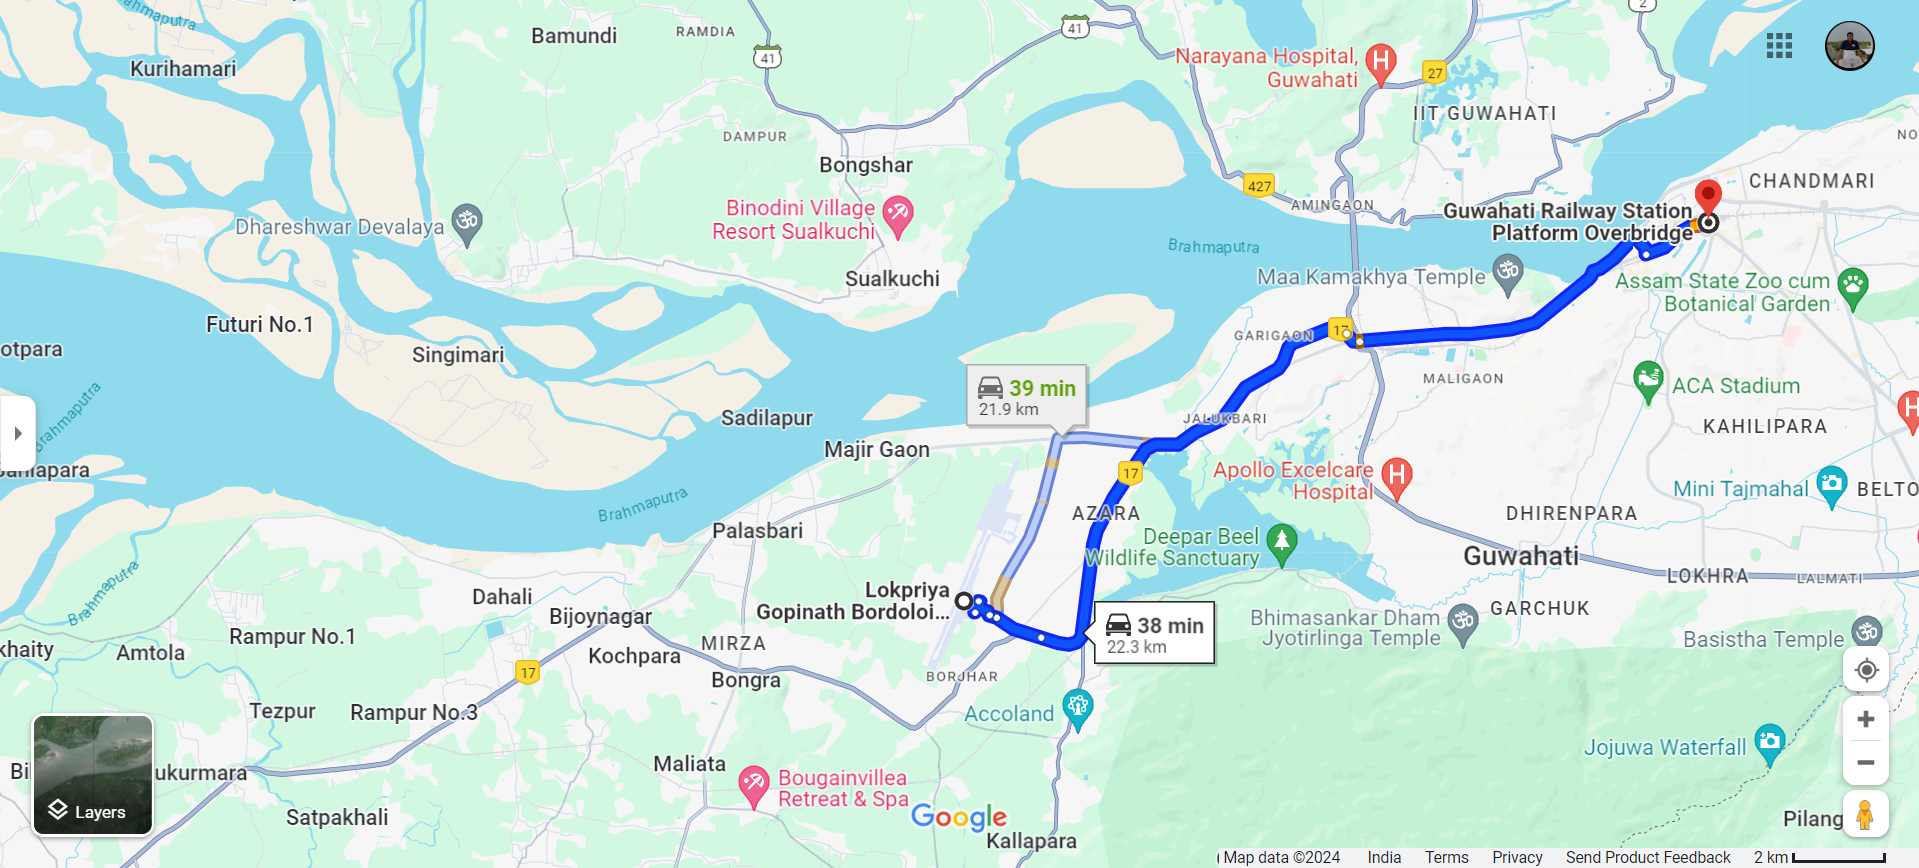 Brahmaputra
Bamundi
RAMDIA
41
41
2
Kurihamari
Narayana Hospital,
Guwahati
27
IIT GUWAHATI
DAMPUR
NO
Bongshar
427
CHANDMARI
AMINGAON
Binodini Village
Resort Sualkuchi
Guwahati Railway Station
Platform Overbridge
Dhareshwar Devalaya
Brahmaputra
Maa Kamakhya Temple
Sualkuchi
Assam State Zoo cum
Botanical Garden
Futuri No.1
GARIGAON
17
otpara
Singimari
MALIGAON
ACA Stadium
39 min
21.9 km
Brahmaputra
Sadilapur
JALUKBARI
KAHILIPARA
Majir Gaon
17
Apollo Excelcare
Hospital
Mini Tajmahal
BELTO
Brahmaputra
AZARA
DHIRENPARA
Palasbari
Deepar Beel
Wildlife Sanctuary
Guwahati
LOKHRA
LALMATI
Brahmaputra
Dahali
Lokpriya
Gopinath Bordoloi...
Bijoynagar
GARCHUK
Bhimasankar Dham
Jyotirlinga Temple
38 min
22.3 km
Rampur No.1
khaity
Amtola
MIRZA
Kochpara
Basistha Temple
17
Bongra
BORJHAR
Tezpur
Rampur No.3
Accoland
Jojuwa Waterfall
Maliata
Bi
ukurmara
Bougainvillea
Retreat & Spa
Layers
Satpakhali
Google
Kallapara
Pilang
Map data ©2024 India Terms Privacy Send Product Feedback 2 km